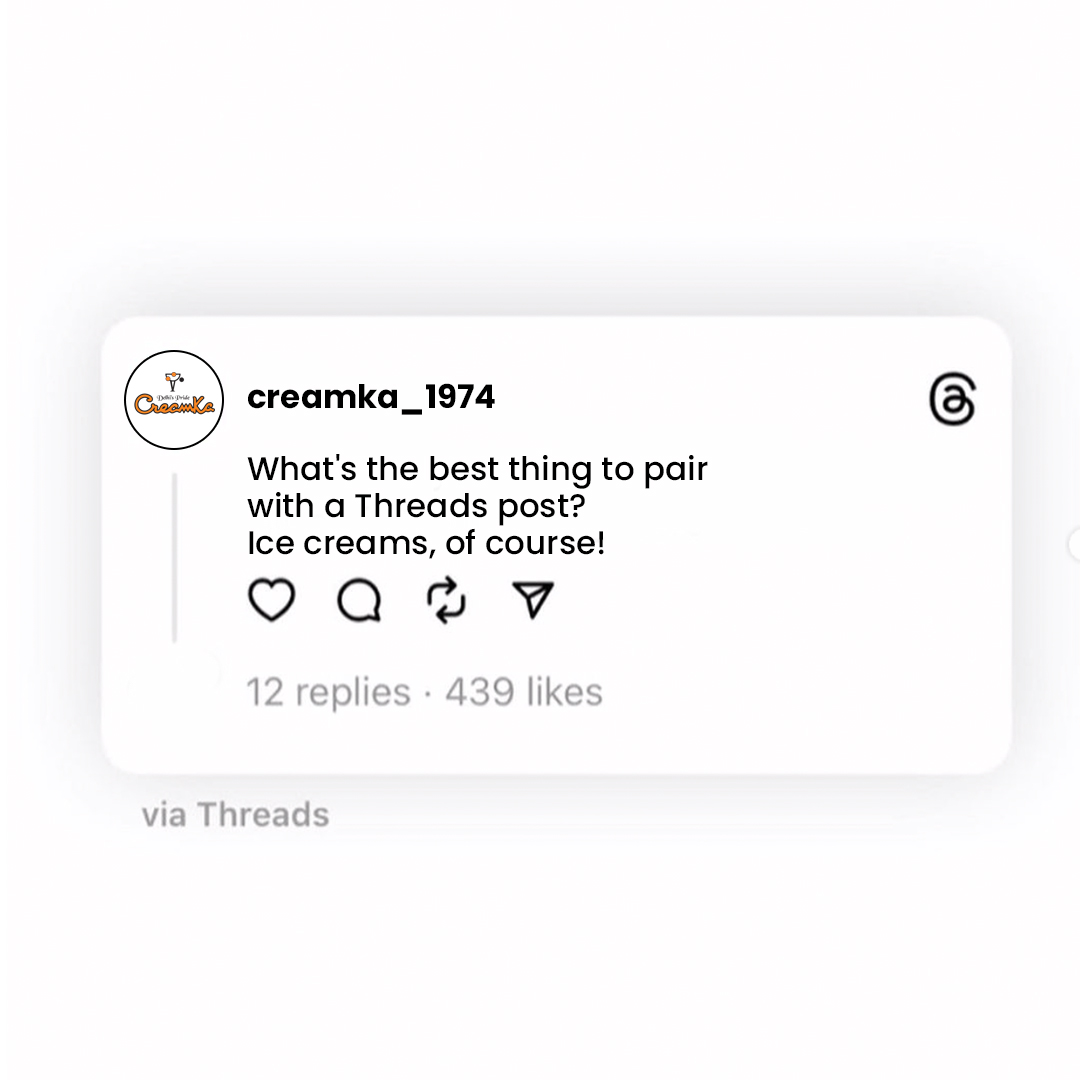 Delhi's Pride
CreamKa
creamka_1974
What's the best thing to pair
with a Threads post?
Ice creams, of course!
12 replies · 439 likes
via Threads